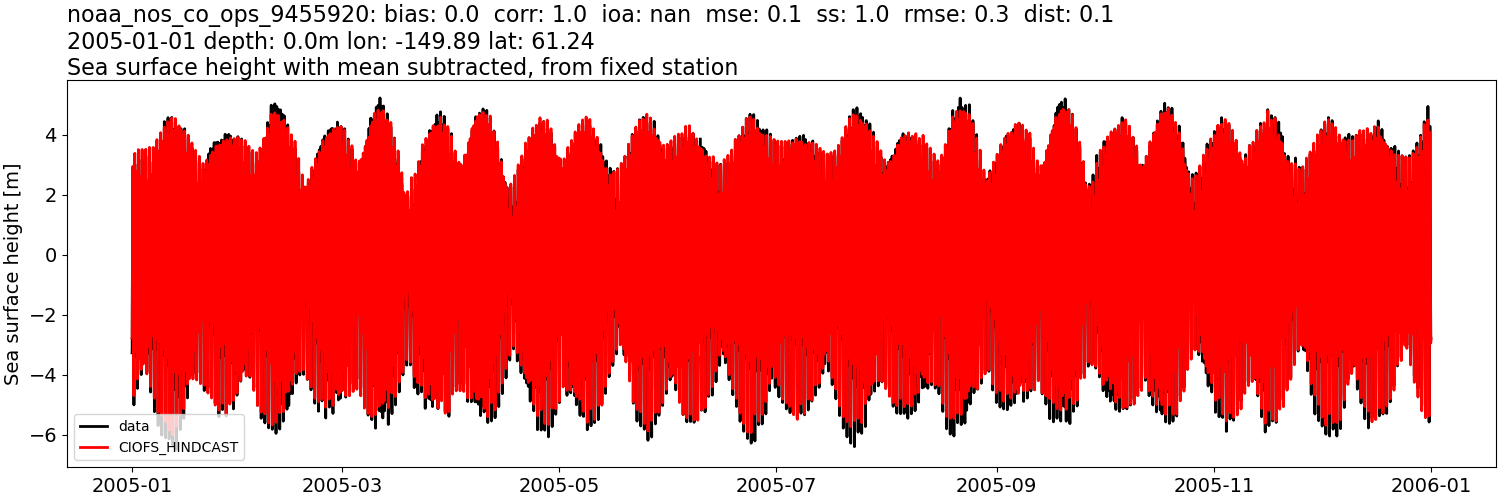 noaa_nos_co_ops_9455920: bias: 0.0 corr: 1.0 ioa: nan mse: 0.1 ss: 1.0 rmse: 0.3 dist: 0.1
2005-01-01 depth: 0.0m lon: -149.89 lat: 61.24
Sea surface height with mean subtracted, from fixed station
Sea surface height [m]
4
2
0
−2
−4
−6
data
CIOFS_HINDCAST
2005-01 2005-03 2005-05 2005-07 2005-09 2005-11 2006-01